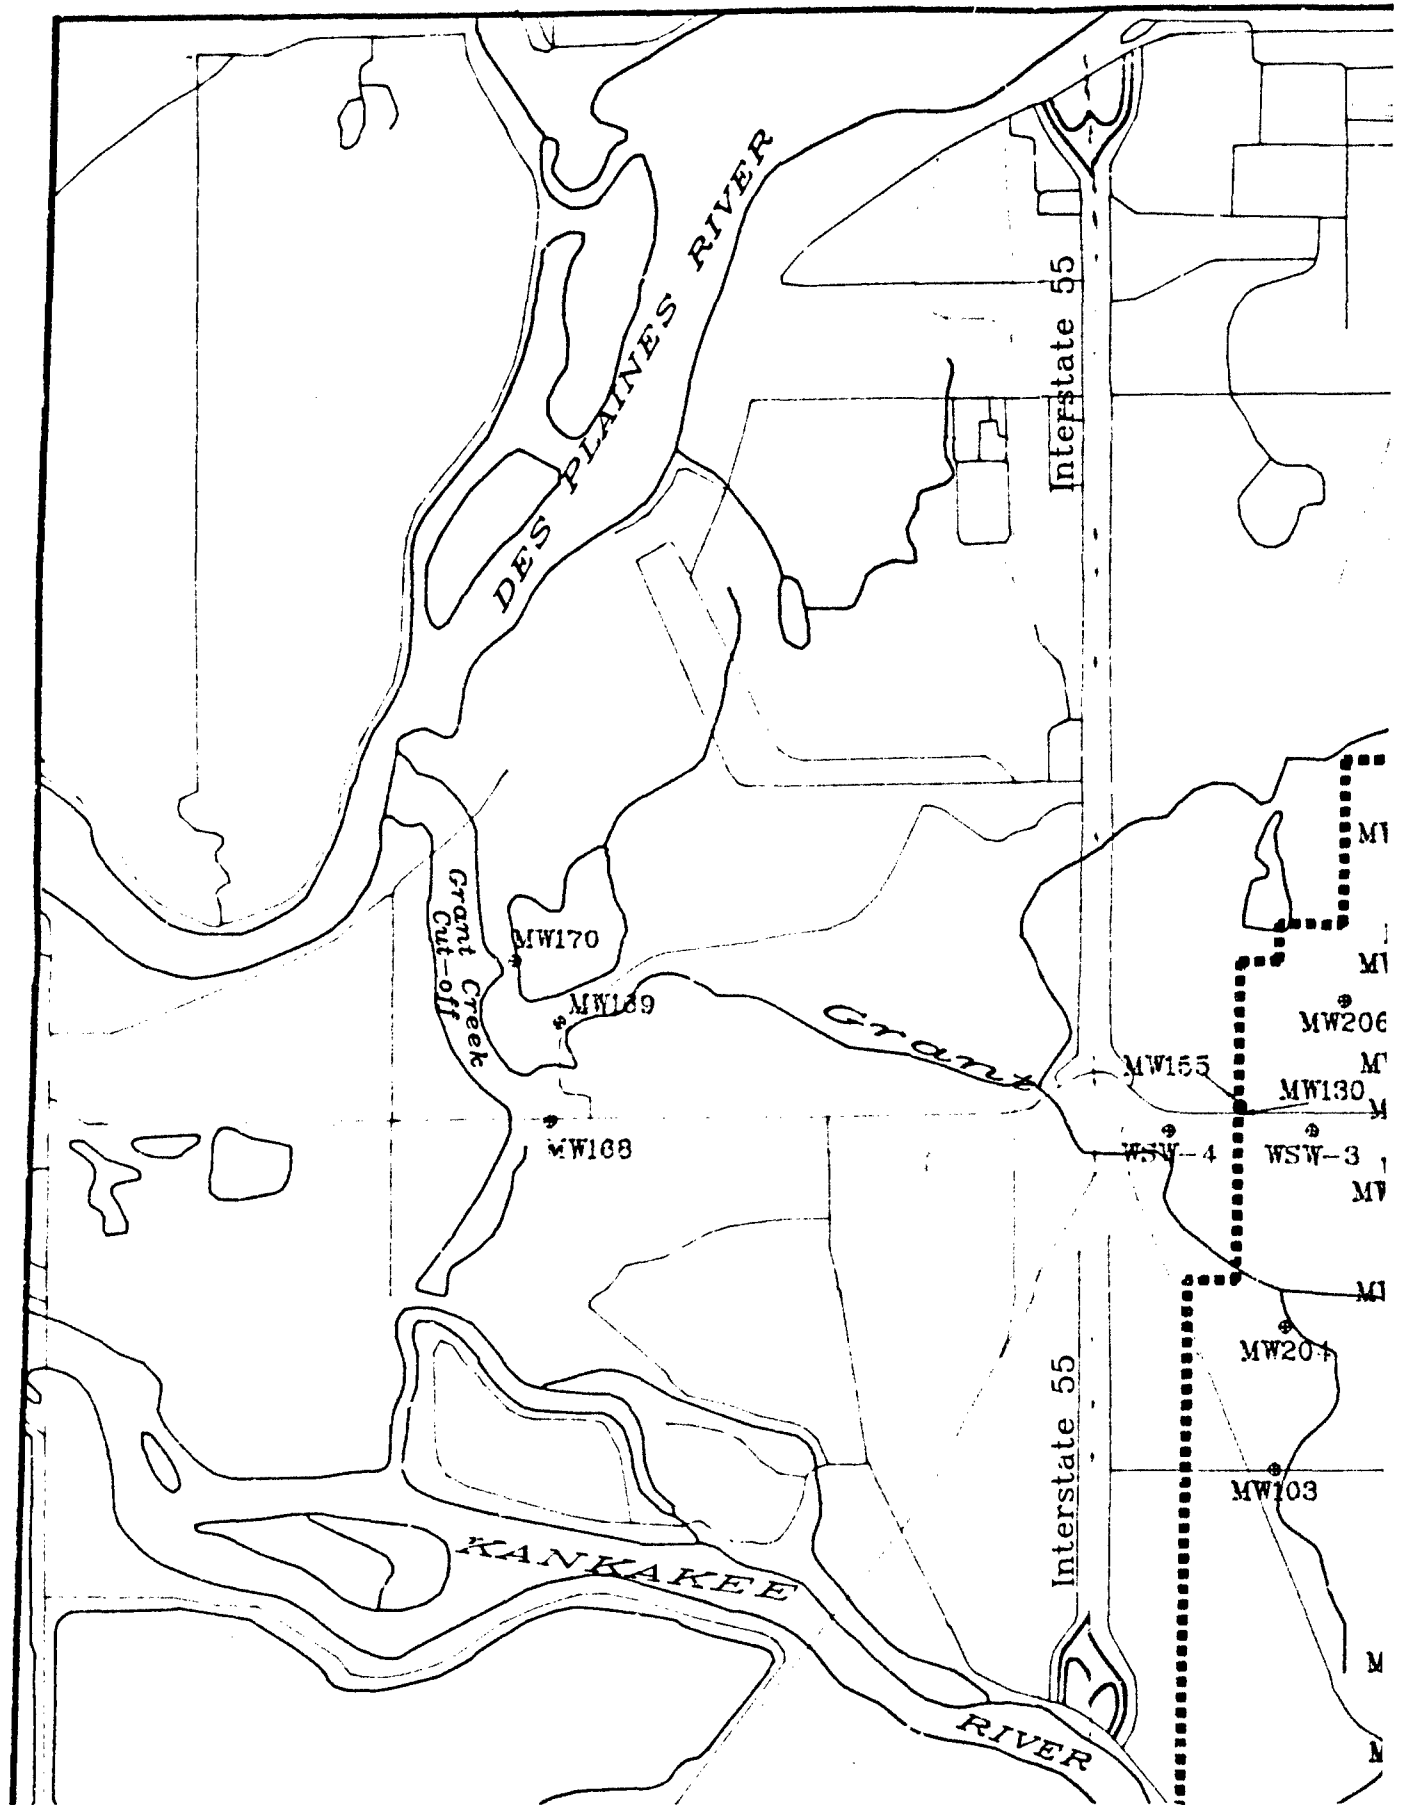 DES PLAINES RIVER
Interstate 55
MW170
Grant Creek
Cut-off
MW169
Grant
MW206
MW155
MW130
MW168
WSW-4
WSW-3
MW204
Interstate 55
MW103
KANKAKEE
RIVER